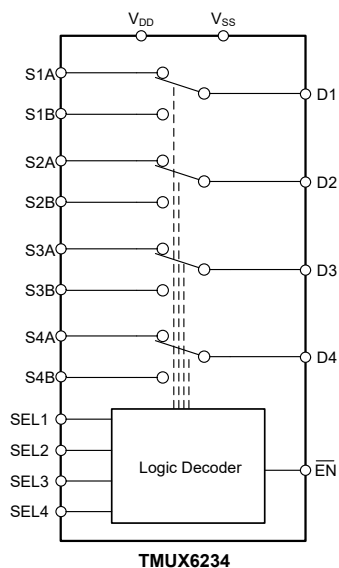 VDD VSS
S1A
D1
S1B
S2A
D2
S2B
S3A
D3
S3B
S4A
D4
S4B
SEL1
SEL2
Logic Decoder
EN
SEL3
SEL4
TMUX6234